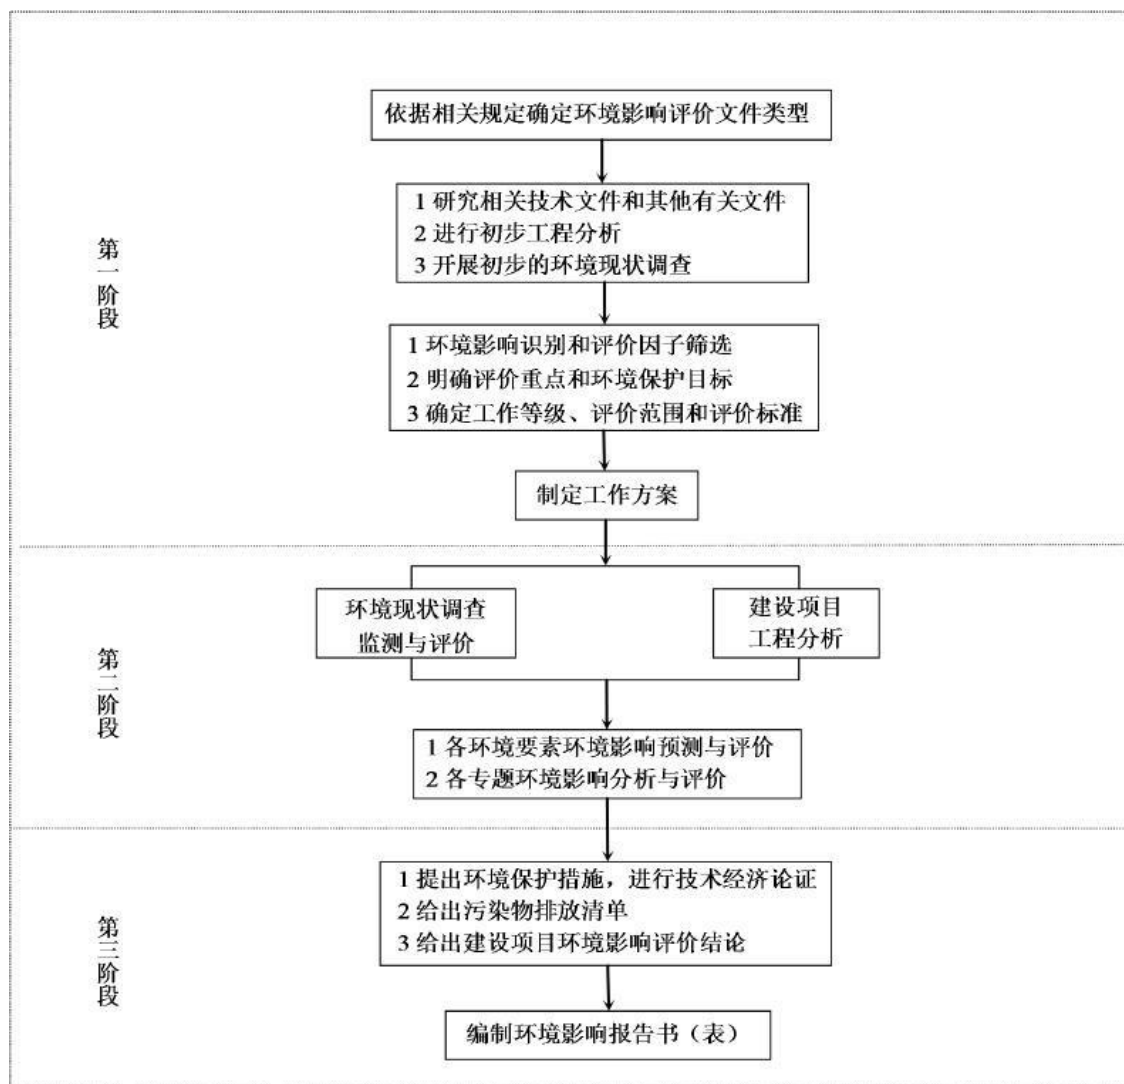 依据相关规定确定环境影响评价文件类型
第一阶段
1 研究相关技术文件和其他有关文件
2 进行初步工程分析
3 开展初步的环境现状调查
1 环境影响识别和评价因子筛选
2 明确评价重点和环境保护目标
3 确定工作等级、评价范围和评价标准
制定工作方案
第二阶段
环境现状调查
监测与评价
建设项目
工程分析
1 各环境要素环境影响预测与评价
2 各专题环境影响分析与评价
第三阶段
1 提出环境保护措施，进行技术经济论证
2 给出污染物排放清单
3 给出建设项目环境影响评价结论
编制环境影响报告书（表）